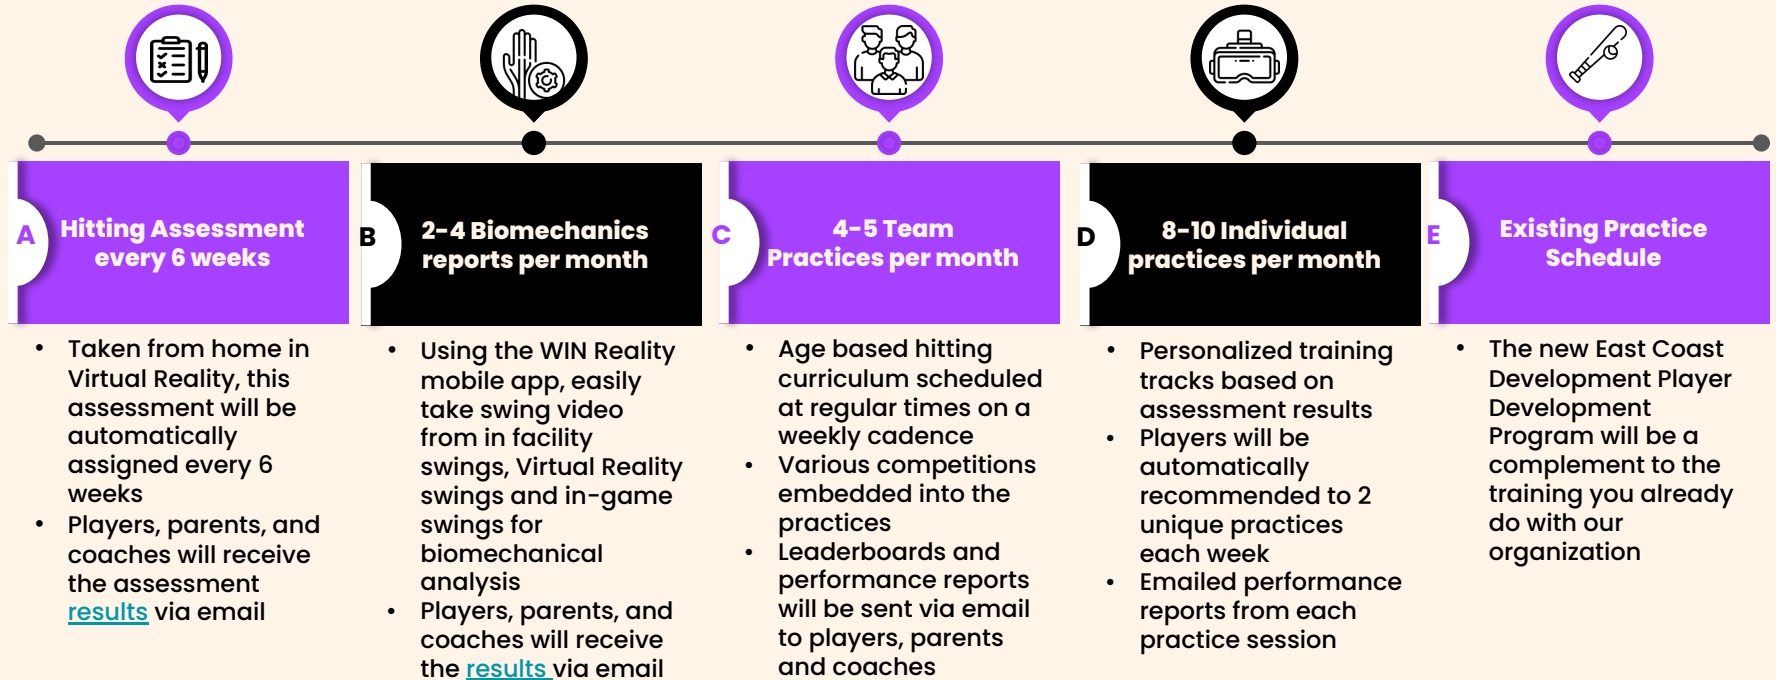 A
Hitting Assessment
every 6 weeks
• Taken from home in
Virtual Reality, this
assessment will be
automatically
assigned every 6
weeks
• Players, parents, and
coaches will receive
the assessment
results via email
B
2-4 Biomechanics
reports per month
• Using the WIN Reality
mobile app, easily
take swing video
from in facility
swings, Virtual Reality
swings and in-game
swings for
biomechanical
analysis
• Players, parents, and
coaches will receive
the results via email
C
4-5 Team
Practices per month
• Age based hitting
curriculum scheduled
at regular times on a
weekly cadence
• Various competitions
embedded into the
practices
• Leaderboards and
performance reports
will be sent via email
to players, parents
and coaches
D
8-10 Individual
practices per month
• Personalized training
tracks based on
assessment results
• Players will be
automatically
recommended to 2
unique practices
each week
• Emailed performance
reports from each
practice session
E
Existing Practice
Schedule
• The new East Coast
Development Player
Development
Program will be a
complement to the
training you already
do with our
organization